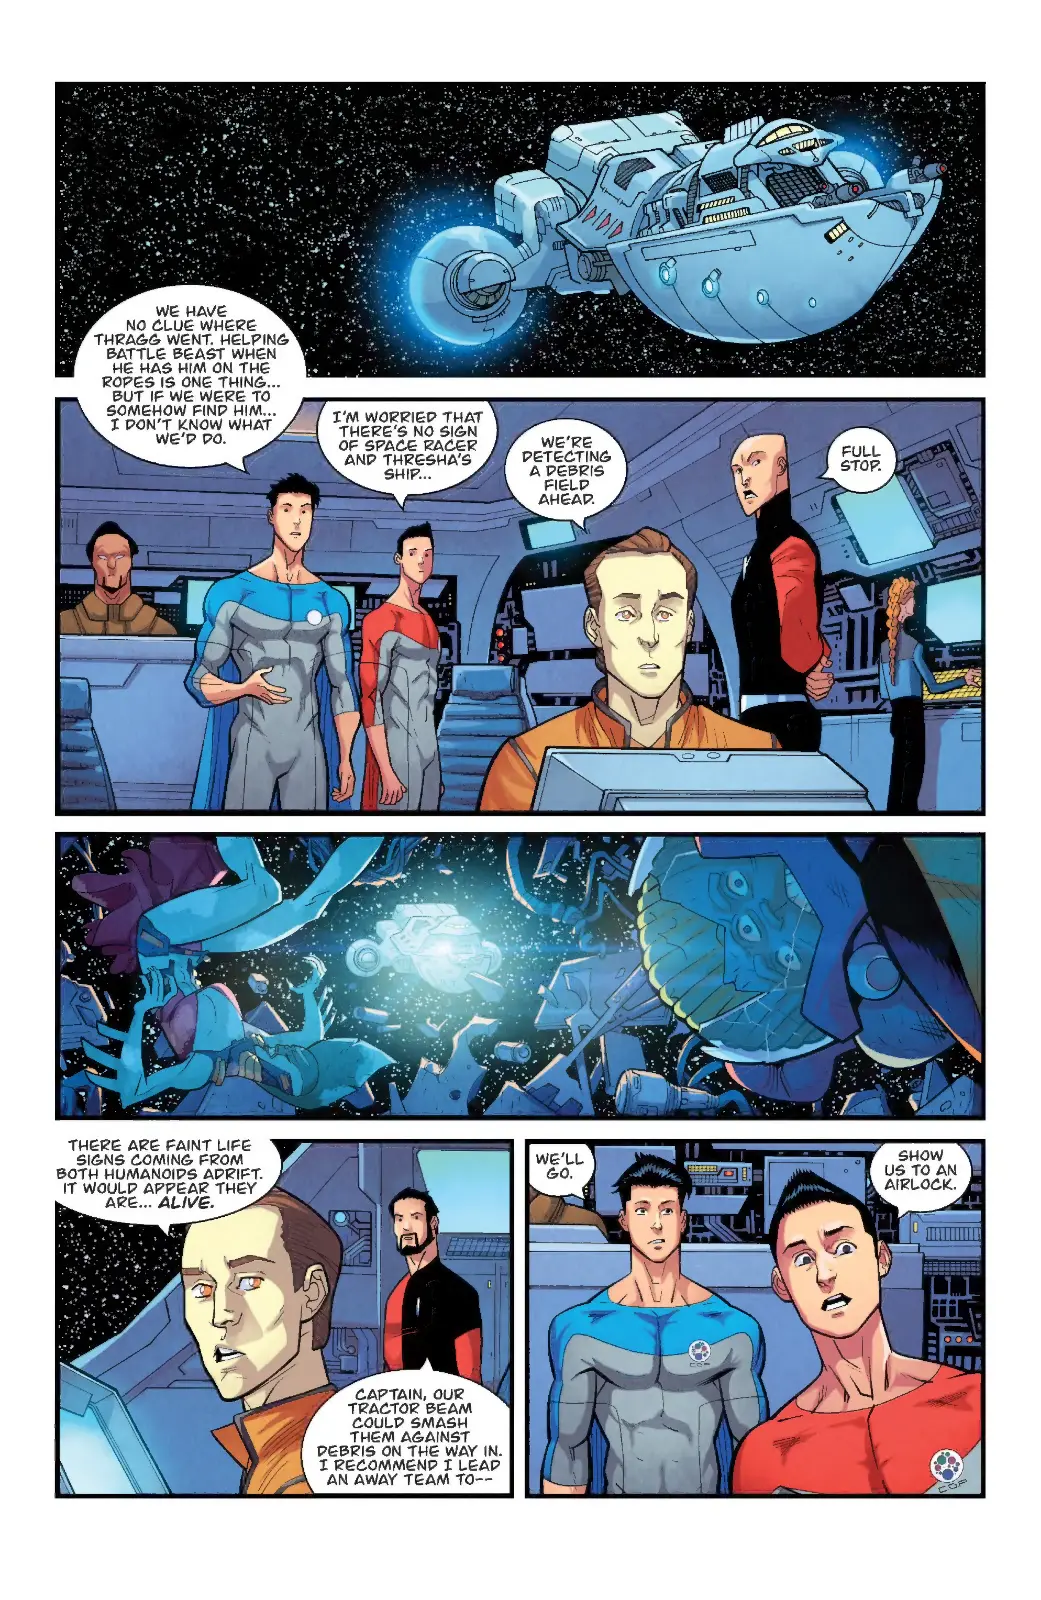 WE HAVE
NO CLUE WHERE
THRAGG WENT. HELPING
BATTLE BEAST WHEN
HE HAS HIM ON THE
ROPES IS ONE THING...
BUT IF WE WERE TO
SOMEHOW FIND HIM...
I DON'T KNOW WHAT
WE'D DO.
I'M WORRIED THAT
THERE'S NO SIGN
OF SPACE RACER
AND THRESHA'S
SHIP...
WE'RE
DETECTING
A DEBRIS
FIELD
AHEAD.
FULL
STOP.
THERE ARE FAINT LIFE
SIGNS COMING FROM
BOTH HUMANOIDS ADRIFT.
IT WOULD APPEAR THEY
ARE... ALIVE.
CAPTAIN, OUR
TRACTOR BEAM
COULD SMASH
THEM AGAINST
DEBRIS ON THE WAY IN.
I RECOMMEND I LEAD
AN AWAY TEAM TO--
WE'LL
GO.
SHOW
US TO AN
AIRLOCK.
COP
COP